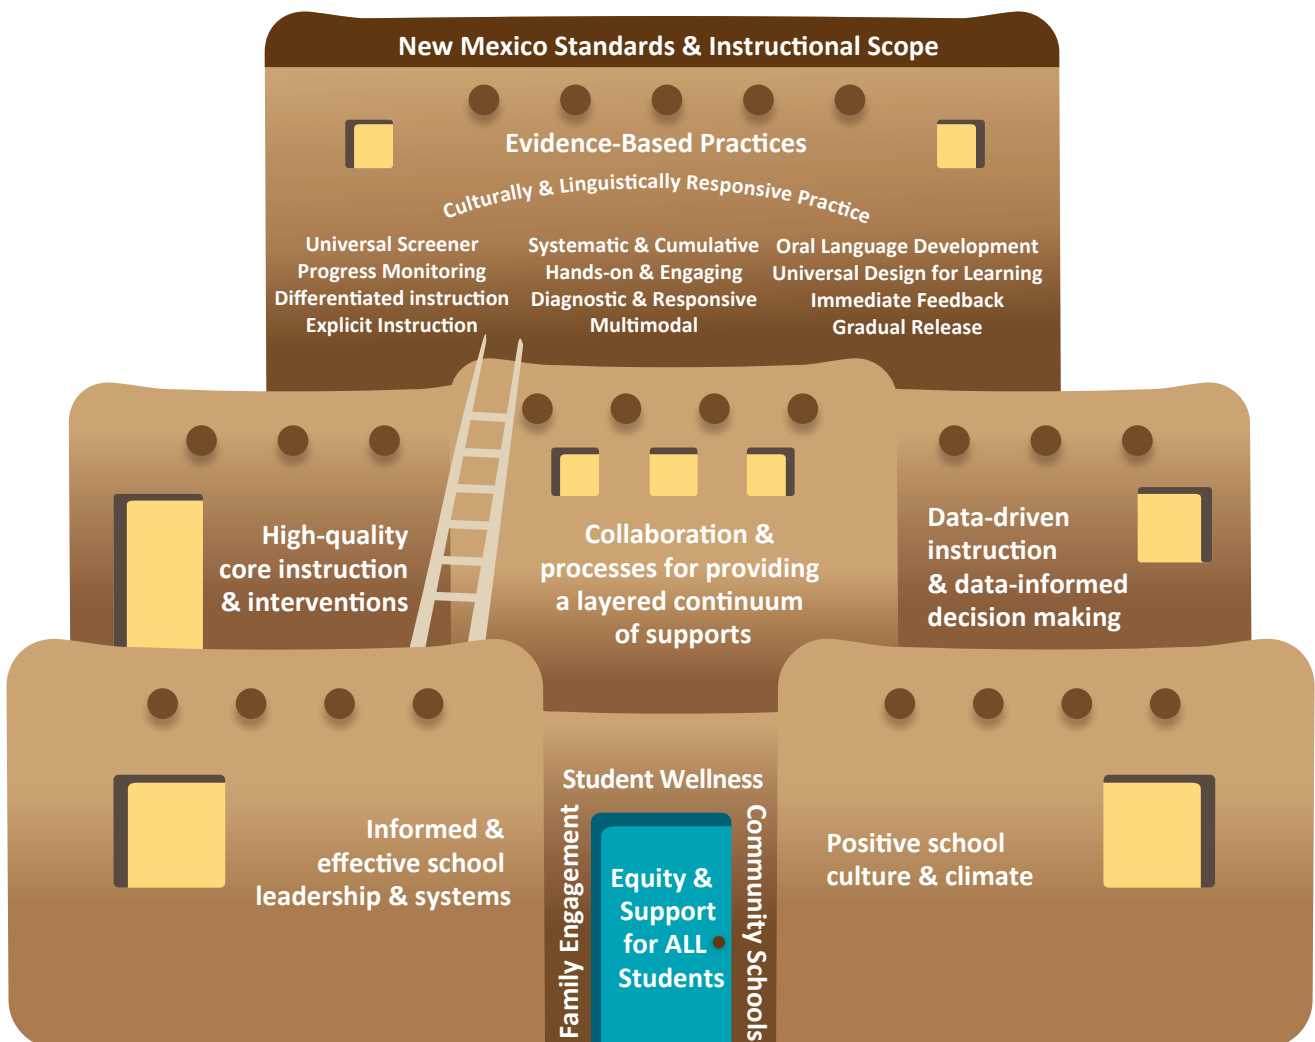 New Mexico Standards & Instructional Scope
Evidence-Based Practices
Culturally & Linguistically Responsive Practice
Universal Screener
Progress Monitoring
Differentiated instruction
Explicit Instruction
Systematic & Cumulative
Hands-on & Engaging
Diagnostic & Responsive
Multimodal
Oral Language Development
Universal Design for Learning
Immediate Feedback
Gradual Release
High-quality
core instruction
& interventions
Collaboration &
processes for providing
a layered continuum
of supports
Data-driven
instruction
& data-informed
decision making
Informed &
effective school
leadership & systems
Student Wellness
Family Engagement
Equity &
Support
for ALL
Students
Community Schools
Positive school
culture & climate